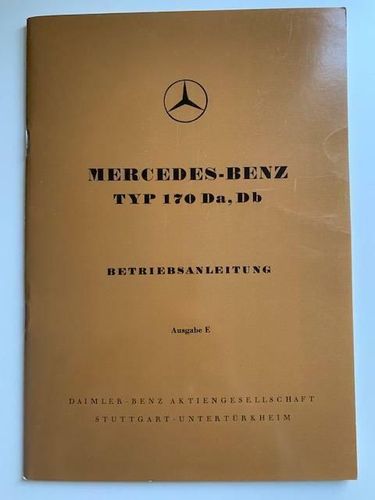 MERCEDES-BENZ
TYP 170 Da, Db
BETRIEBSANLEITUNG
Ausgabe E
DAIMLER-BENZ AKTIENGESELLSCHAFT
STUTTGART-UNTERTÜRKHEIM